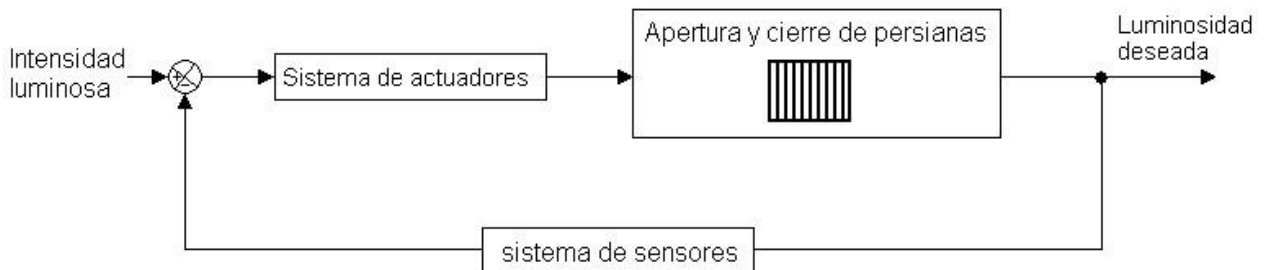 Intensidad
luminosa
+
-
Sistema de actuadores
Apertura y cierre de persianas
Luminosidad
deseada
sistema de sensores